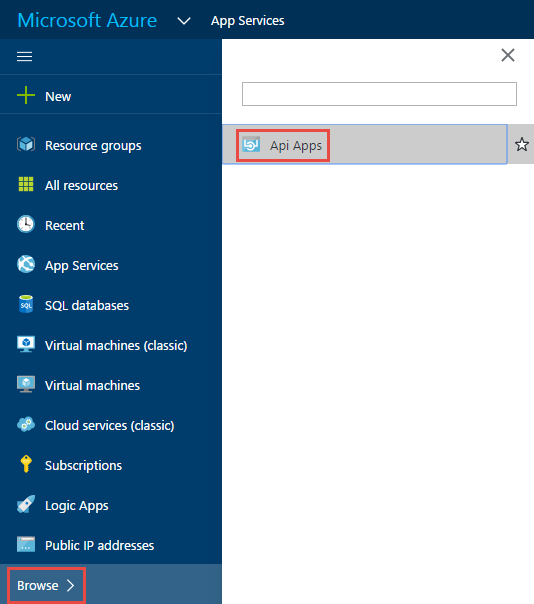 Microsoft Azure App Services
New
Api Apps
Resource groups
All resources
Recent
App Services
SQL databases
Virtual machines (classic)
Virtual machines
Cloud services (classic)
Subscriptions
Logic Apps
Public IP addresses
Browse